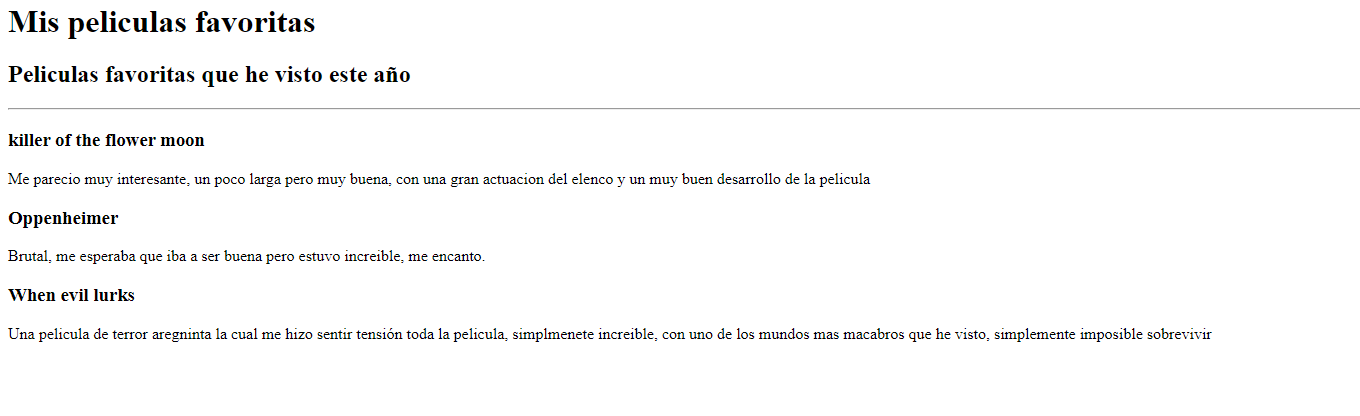 Mis peliculas favoritas
Peliculas favoritas que he visto este año
killer of the flower moon
Me parecio muy interesante, un poco larga pero muy buena, con una gran actuacion del elenco y un muy buen desarrollo de la pelicula
Oppenheimer
Brutal, me esperaba que iba a ser buena pero estuvo increible, me encanto.
When evil lurks
Una pelicula de terror aregninta la cual me hizo sentir tensión toda la pelicula, simplmenete increible, con uno de los mundos mas macabros que he visto, simplemente imposible sobrevivir